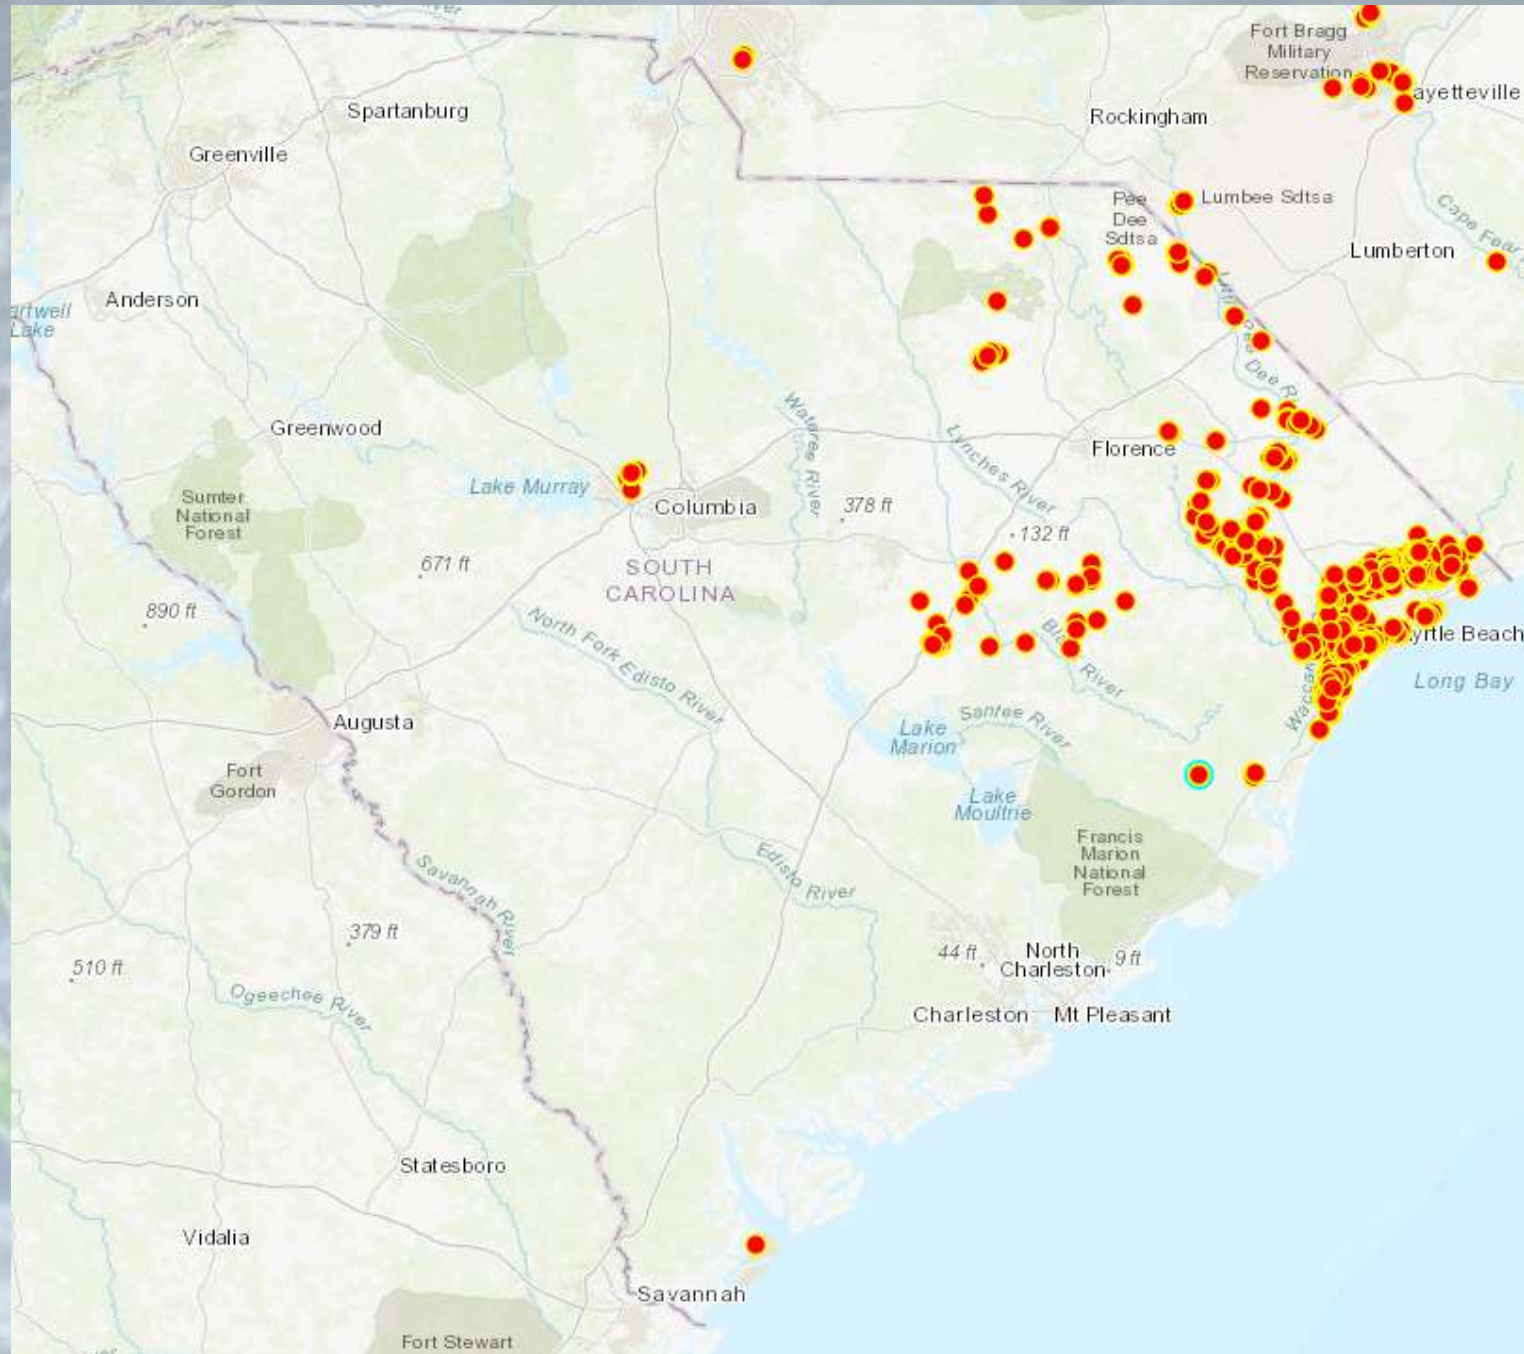 Fort Bragg
Military
Reservation
ayetteville
Spartanburg
Rockingham
Greenville
Pee
Dee
Sdtsa
Lumbee Sdtsa
Cape Fear
Lumberton
Anderson
artwell
Lake
Dee
Wateree River
Greenwood
Florence
Lynches River
Lake Murray
Sumter
National
Forest
Columbia
378 ft
132 ft
SOUTH
CAROLINA
671 ft
890 ft
North Fork Edisto River
River
yrtle Beach
Long Bay
Santee River
Augusta
Lake
Marion
Fort
Gordon
Lake
Moultrie
Francis
Marion
National
Forest
Savannah River
Edisto River
379 ft
510 ft
44 ft
North
Charleston
9 ft
Ogeechee River
Charleston
Mt Pleasant
Statesboro
Vidalia
Savannah
Fort Stewart